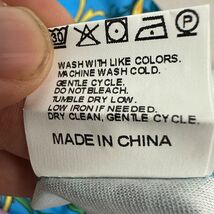 30 P
WASH WITH LIKE COLORS.
MACHINE WASH COLD.
GENTLE CYCLE.
DO NOT BLEACH.
TUMBLE DRY LOW.
LOW IRON IF NEEDED.
DRY CLEAN, GENTLE CYCLE.
MADE IN CHINA